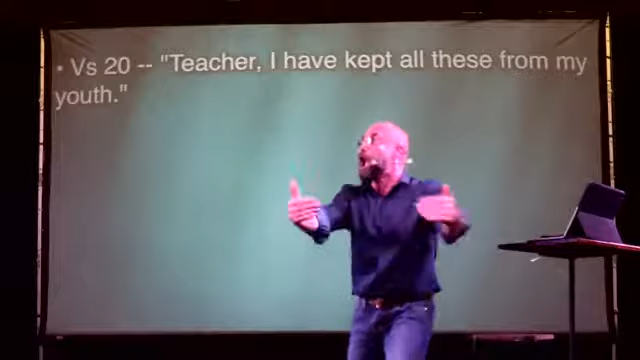 • Vs 20 -- "Teacher, I have kept all these from my
youth."